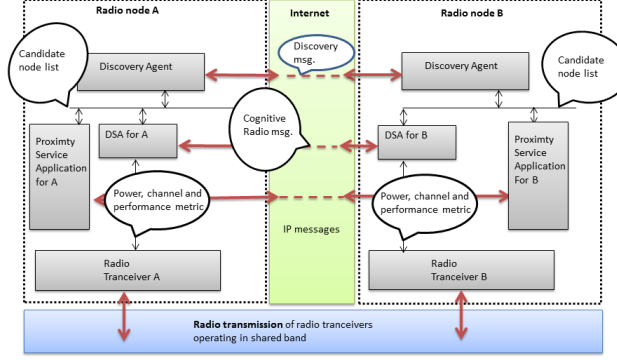 Radio node A
Internet
Radio node B
Candidate
node list
Discovery
msg.
Candidate
node list
Discovery Agent
Discovery Agent
Cognitive
Radio msg.
Proximty
Service
Application
for A
DSA for A
DSA for B
Proximty
Service
Application
For B
Power, channel and
performance metric
Power, channel and
performance metric
IP messages
Radio
Tranceiver A
Radio
Tranceiver B
Radio transmission of radio tranceivers
operating in shared band